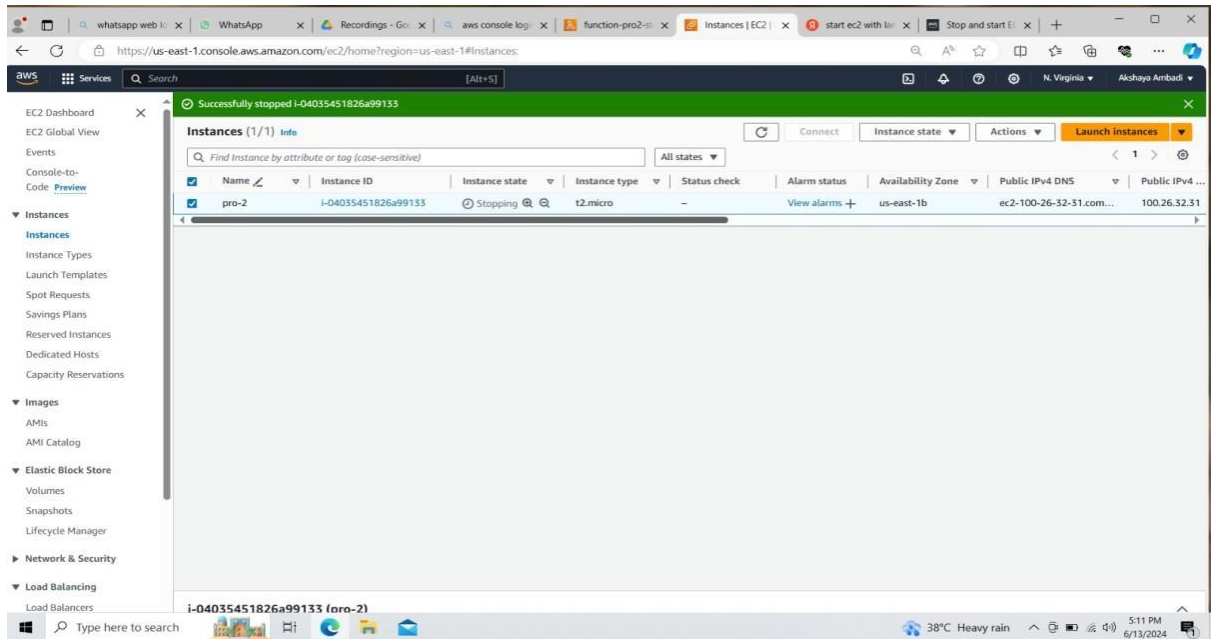 whatsapp web lo
WhatsApp
Recordings - Goo
aws console logi
function-pro2-st
Instances | EC2 |
start ec2 with lam
Stop and start EC
https://us-east-1.console.aws.amazon.com/ec2/home?region=us-east-1#Instances:
aws
Services
Search
[Alt+S]
N. Virginia
Akshaya Ambadi
EC2 Dashboard
EC2 Global View
Events
Console-to-
Code Preview
Instances
Instances
Instance Types
Launch Templates
Spot Requests
Savings Plans
Reserved Instances
Dedicated Hosts
Capacity Reservations
Images
AMIs
AMI Catalog
Elastic Block Store
Volumes
Snapshots
Lifecycle Manager
Network & Security
Load Balancing
Load Balancers
Successfully stopped i-04035451826a99133
Instances (1/1) Info
Connect
Instance state
Actions
Launch instances
Find Instance by attribute or tag (case-sensitive)
All states
1
Name Instance ID Instance state Instance type Status check Alarm status Availability Zone Public IPv4 DNS Public IPv4 ...
pro-2 i-04035451826a99133 Stopping t2.micro – View alarms + us-east-1b ec2-100-26-32-31.com... 100.26.32.31
i-04035451826a99133 (pro-2)
Type here to search
38°C Heavy rain
5:11 PM
6/13/2024